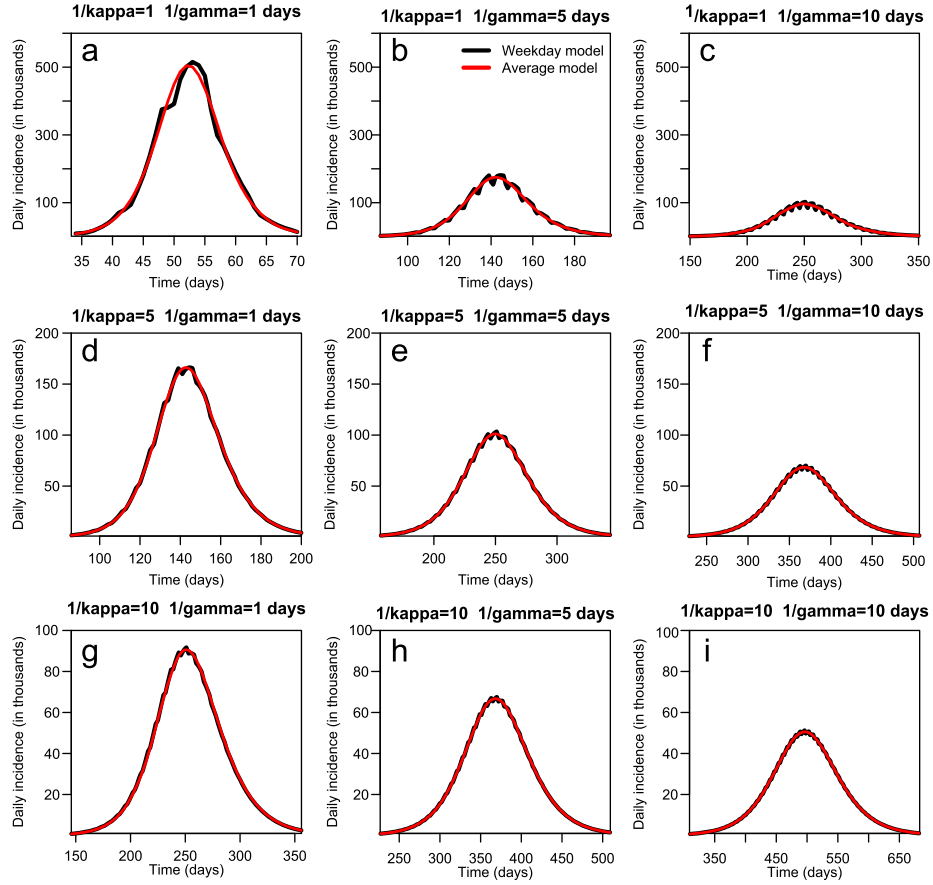 1/kappa=1 1/gamma=1 days
a
Daily incidence (in thousands)
500
300
100
35 40 45 50 55 60 65 70
Time (days)
1/kappa=1 1/gamma=5 days
b
Weekday model
Average model
Daily incidence (in thousands)
500
300
100
100 120 140 160 180
Time (days)
1/kappa=1 1/gamma=10 days
c
Daily incidence (in thousands)
500
300
100
150 200 250 300 350
Time (days)
1/kappa=5 1/gamma=1 days
d
Daily incidence (in thousands)
200
150
100
50
100 120 140 160 180 200
Time (days)
1/kappa=5 1/gamma=5 days
e
Daily incidence (in thousands)
200
150
100
50
200 250 300
Time (days)
1/kappa=5 1/gamma=10 days
f
Daily incidence (in thousands)
200
150
100
50
250 300 350 400 450 500
Time (days)
1/kappa=10 1/gamma=1 days
g
Daily incidence (in thousands)
100
80
60
40
20
150 200 250 300 350
Time (days)
1/kappa=10 1/gamma=5 days
h
Daily incidence (in thousands)
100
80
60
40
20
250 300 350 400 450 500
Time (days)
1/kappa=10 1/gamma=10 days
i
Daily incidence (in thousands)
100
80
60
40
20
350 450 550 650
Time (days)